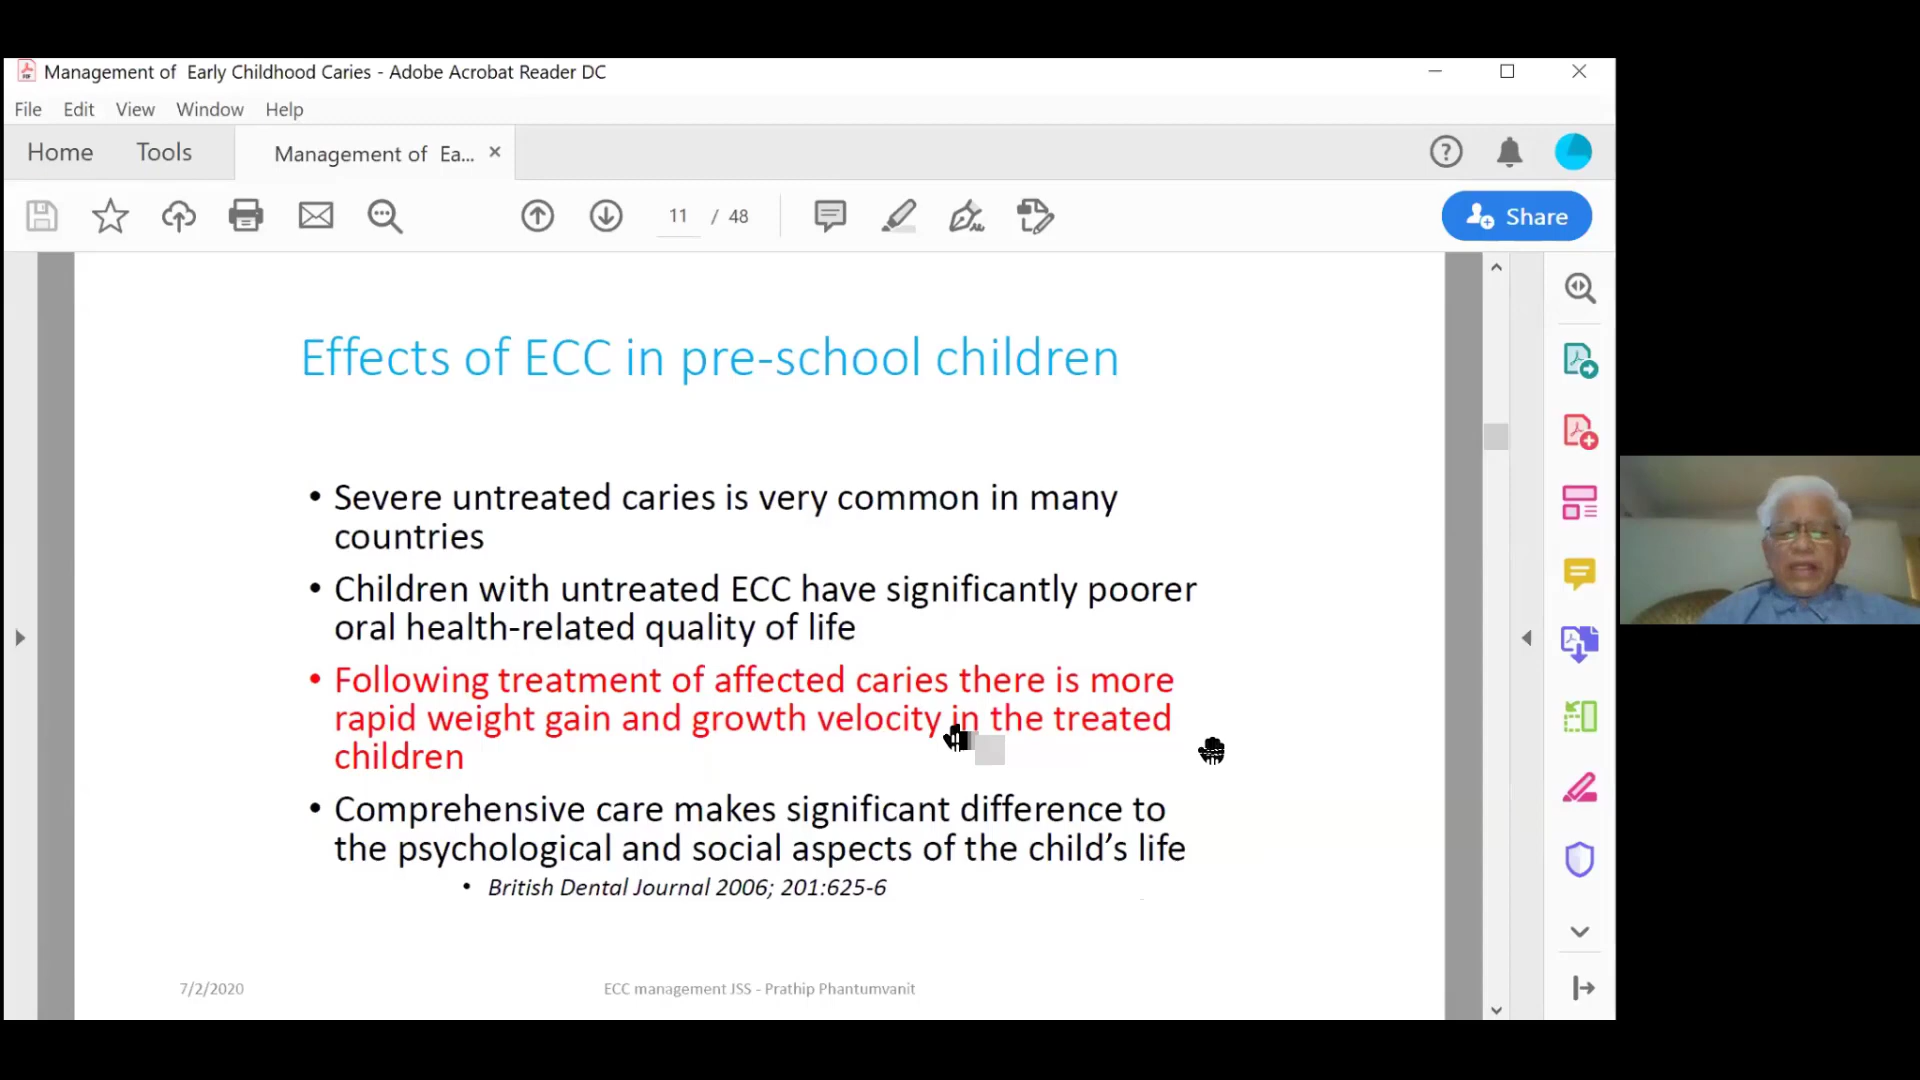 Management of  Early Childhood Caries - Adobe Acrobat Reader DC
File Edit View Window Help
Home Tools Management of  Ea...
11 / 48
Share
Effects of ECC in pre-school children
• Severe untreated caries is very common in many
countries
• Children with untreated ECC have significantly poorer
oral health-related quality of life
• Following treatment of affected caries there is more
rapid weight gain and growth velocity in the treated
children
• Comprehensive care makes significant difference to
the psychological and social aspects of the child’s life
• British Dental Journal 2006; 201:625-6
7/2/2020 ECC management JSS - Prathip Phantumvanit